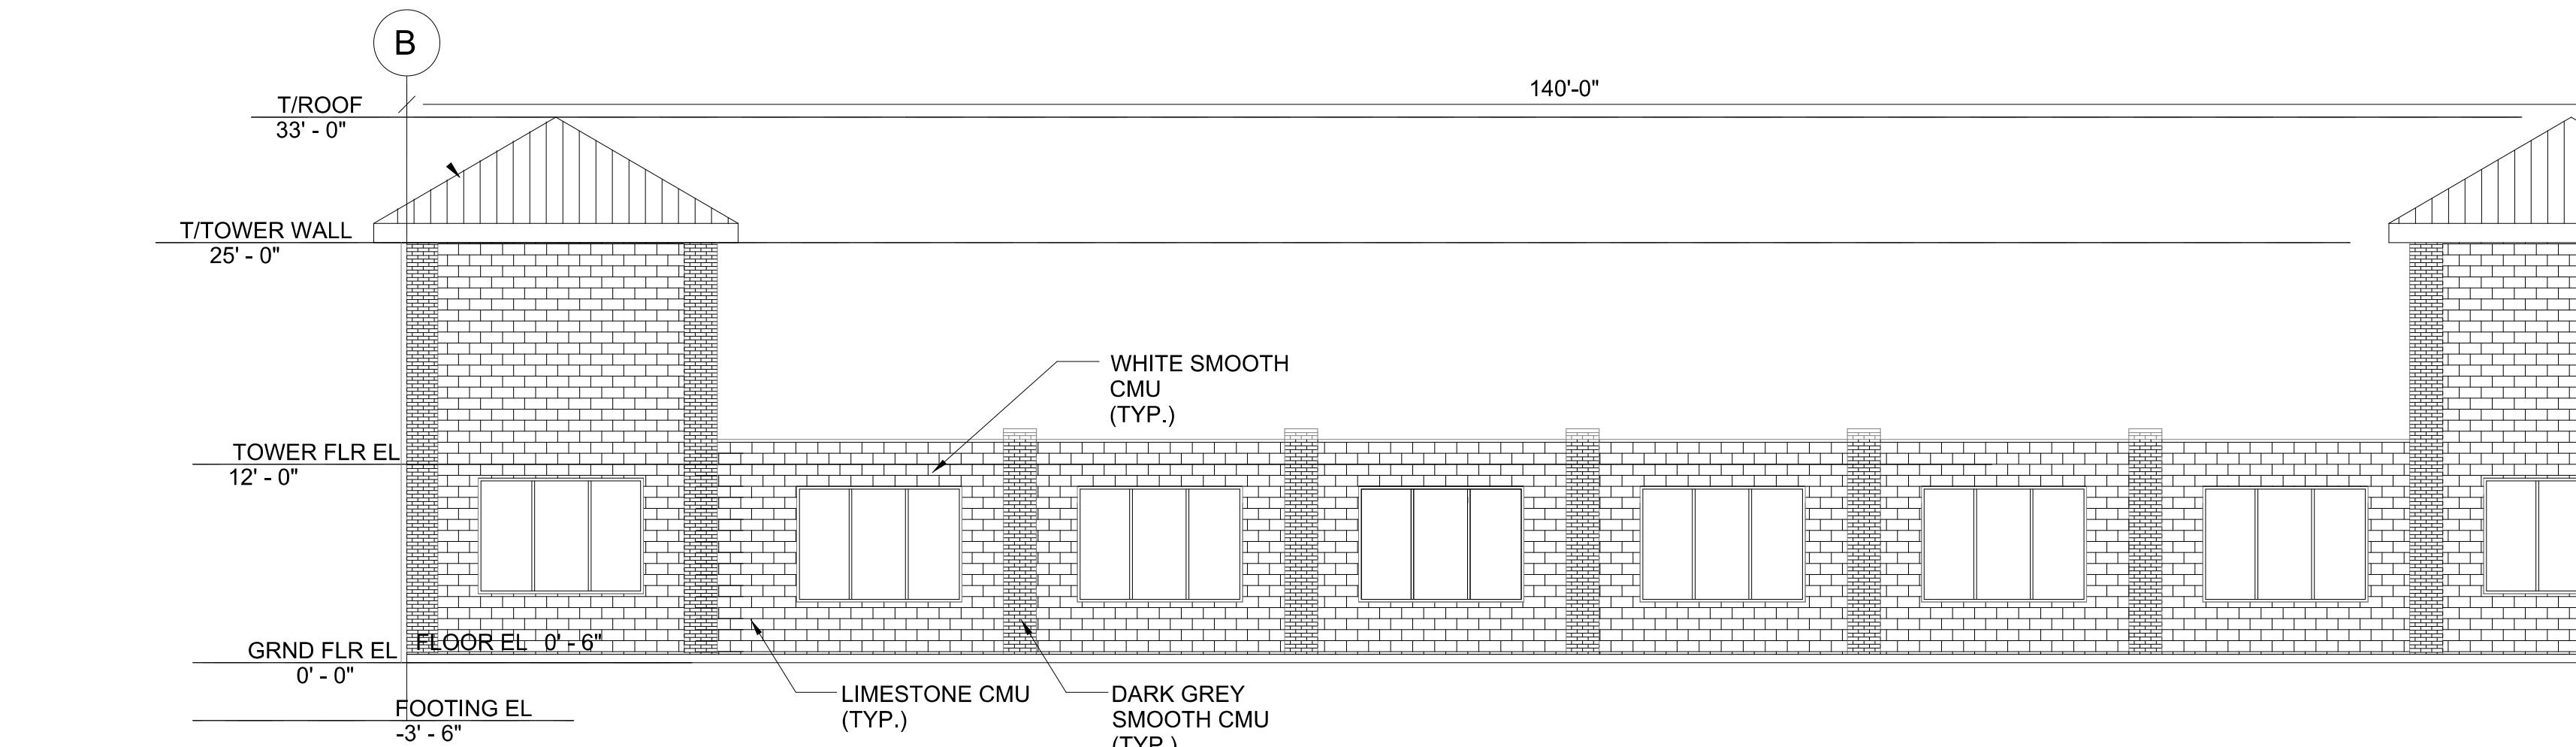 B
140'-0"
T/ROOF
33' - 0"
T/TOWER WALL
25' - 0"
WHITE SMOOTH
CMU
(TYP.)
TOWER FLR EL
12' - 0"
FLOOR EL 0' - 6"
GRND FLR EL
0' - 0"
LIMESTONE CMU
(TYP.)
DARK GREY
SMOOTH CMU
(TYP.)
FOOTING EL
-3' - 6"